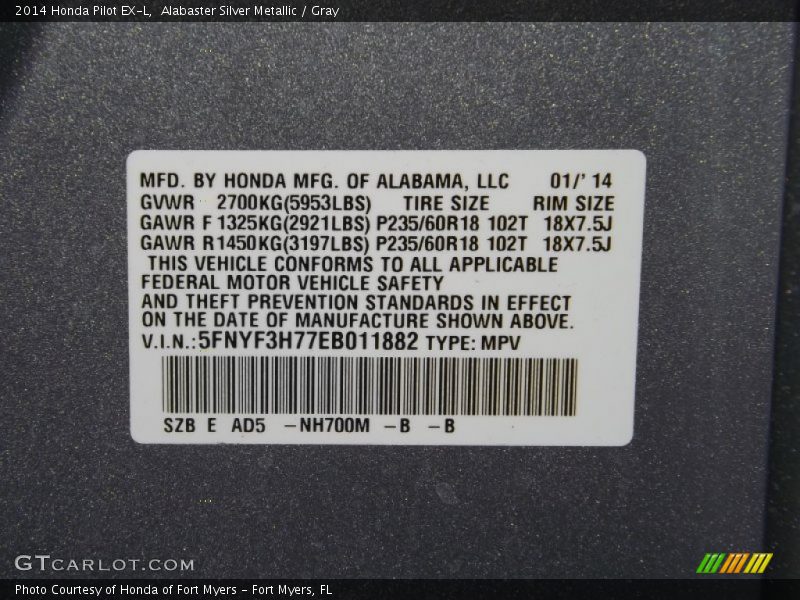 2014 Honda Pilot EX-L,  Alabaster Silver Metallic / Gray
MFD. BY HONDA MFG. OF ALABAMA, LLC 01/' 14
GVWR 2700KG(5953LBS) TIRE SIZE RIM SIZE
GAWR F 1325KG(2921LBS) P235/60R18 102T 18X7.5J
GAWR R 1450KG(3197LBS) P235/60R18 102T 18X7.5J
THIS VEHICLE CONFORMS TO ALL APPLICABLE
FEDERAL MOTOR VEHICLE SAFETY
AND THEFT PREVENTION STANDARDS IN EFFECT
ON THE DATE OF MANUFACTURE SHOWN ABOVE.
V.I.N.:5FNYF3H77EB011882 TYPE: MPV
SZB E AD5 -NH700M -B -B
GTCARLOT.COM
Photo Courtesy of Honda of Fort Myers - Fort Myers, FL